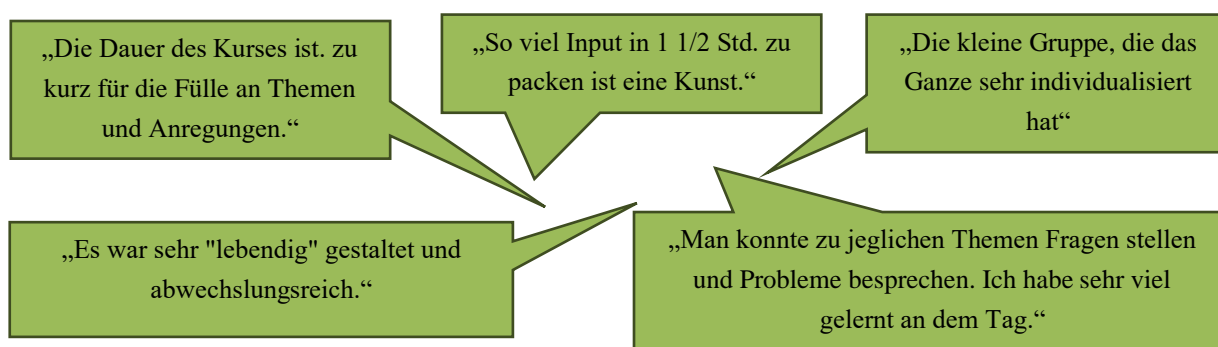 „Die Dauer des Kurses ist. zu
kurz für die Fülle an Themen
und Anregungen.“
„So viel Input in 1 1/2 Std. zu
packen ist eine Kunst.“
„Die kleine Gruppe, die das
Ganze sehr individualisiert
hat“
„Es war sehr "lebendig" gestaltet und
abwechslungsreich.“
„Man konnte zu jeglichen Themen Fragen stellen
und Probleme besprechen. Ich habe sehr viel
gelernt an dem Tag.“